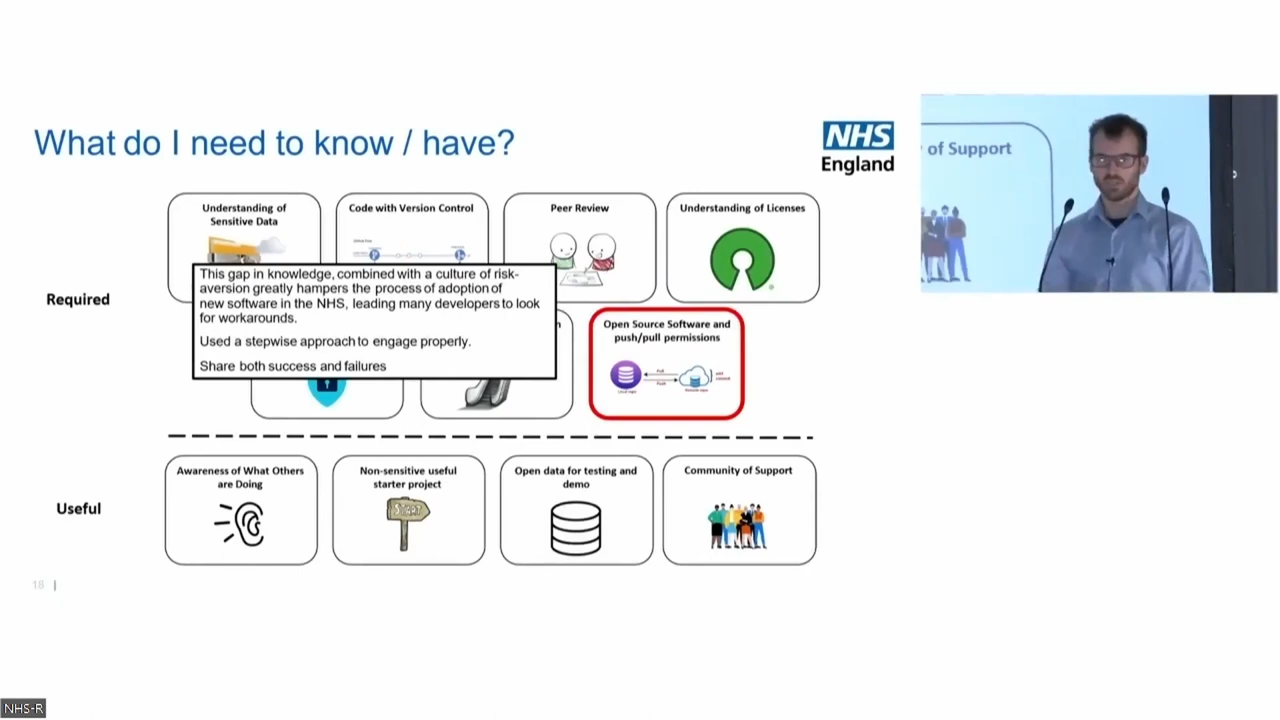 What do I need to know / have?
NHS
England
of Support
Understanding of
Sensitive Data
Code with Version Control
Peer Review
Understanding of Licenses
Required
This gap in knowledge, combined with a culture of risk-
aversion greatly hampers the process of adoption of
new software in the NHS, leading many developers to look
for workarounds.
Used a stepwise approach to engage properly.
Share both success and failures
Open Source Software and
push/pull permissions
Pull
Push
Useful
Awareness of What Others
are Doing
Non-sensitive useful
starter project
START
Open data for testing and
demo
Community of Support
18 |
NHS-R